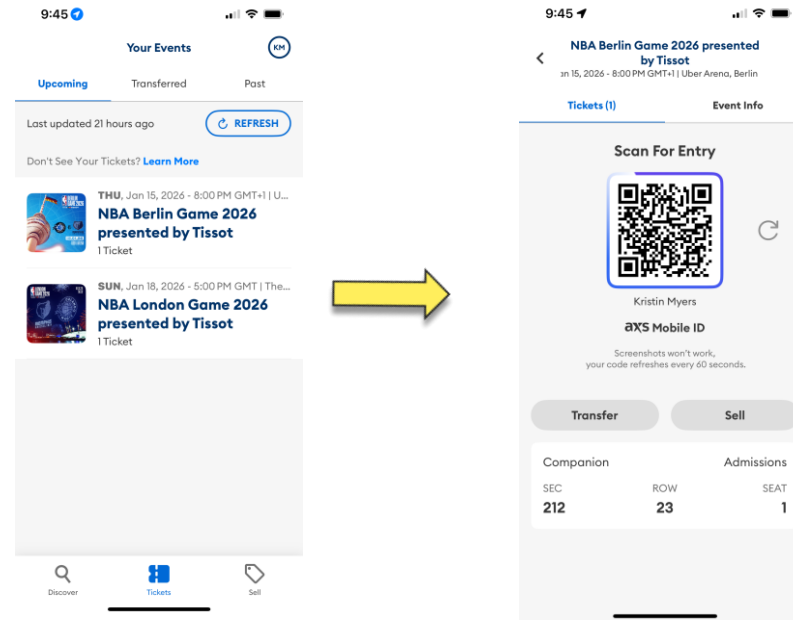 9:45
Your Events
KM
Upcoming
Transferred
Past
Last updated 21 hours ago
REFRESH
Don't See Your Tickets? Learn More
THU, Jan 15, 2026 - 8:00 PM GMT+1 | U...
NBA Berlin Game 2026
presented by Tissot
1 Ticket
SUN, Jan 18, 2026 - 5:00 PM GMT | The...
NBA London Game 2026
presented by Tissot
1 Ticket
Discover
Tickets
Sell
9:45
NBA Berlin Game 2026 presented
by Tissot
15, 2026 - 8:00 PM GMT+1 | Uber Arena, Berlin
Tickets (1)
Event Info
Scan For Entry
Kristin Myers
axs Mobile ID
Screenshots won't work,
your code refreshes every 60 seconds.
Transfer
Sell
Companion
Admissions
SEC
ROW
SEAT
212
23
1